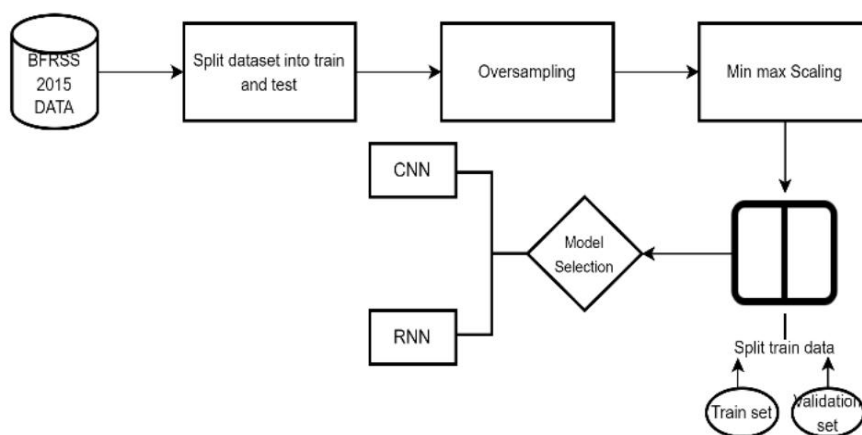 BFRSS
2015
DATA
Split dataset into train
and test
Oversampling
Min max Scaling
CNN
Model
Selection
RNN
Split train data
Train set
Validation
set